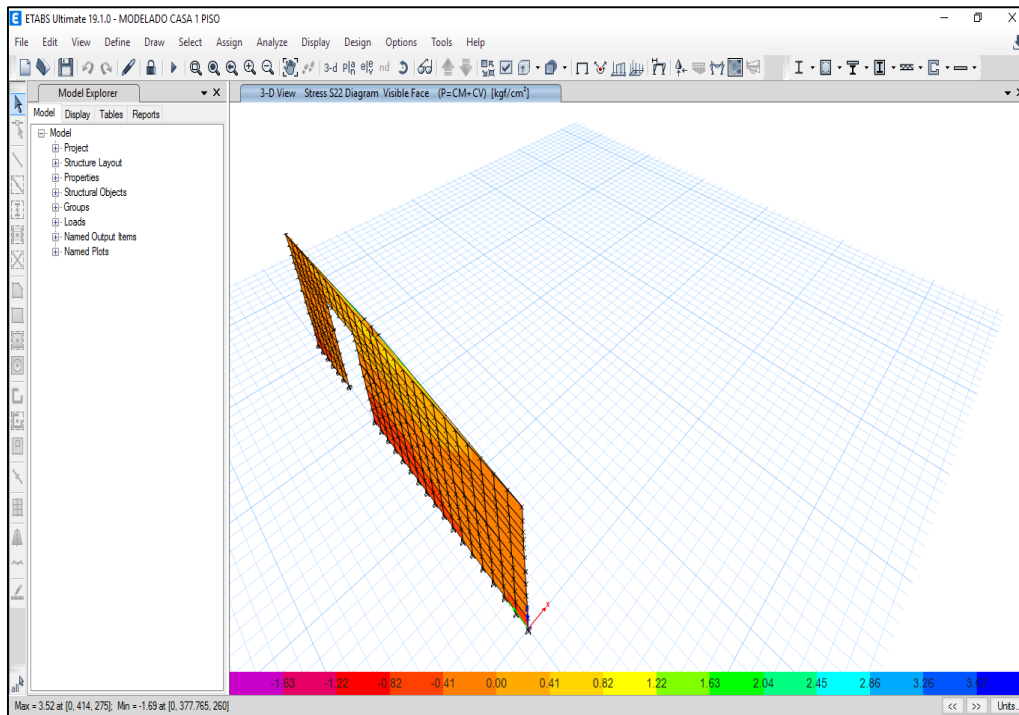 ETABS Ultimate 19.1.0 - MODELADO CASA 1 PISO
File Edit View Define Draw Select Assign Analyze Display Design Options Tools Help
3-d nd
Model Explorer
3-D View Stress S22 Diagram Visible Face (P=CM+CV) [kgf/cm²]
Model Display Tables Reports
Model
Project
Structure Layout
Properties
Structural Objects
Groups
Loads
Named Output Items
Named Plots
x
all
-1.63 -1.22 -0.82 -0.41 0.00 0.41 0.82 1.22 1.63 2.04 2.45 2.86 3.26 3.67
Max = 3.52 at [0, 414, 275]; Min = -1.69 at [0, 377.765, 260]
<< >> Units...